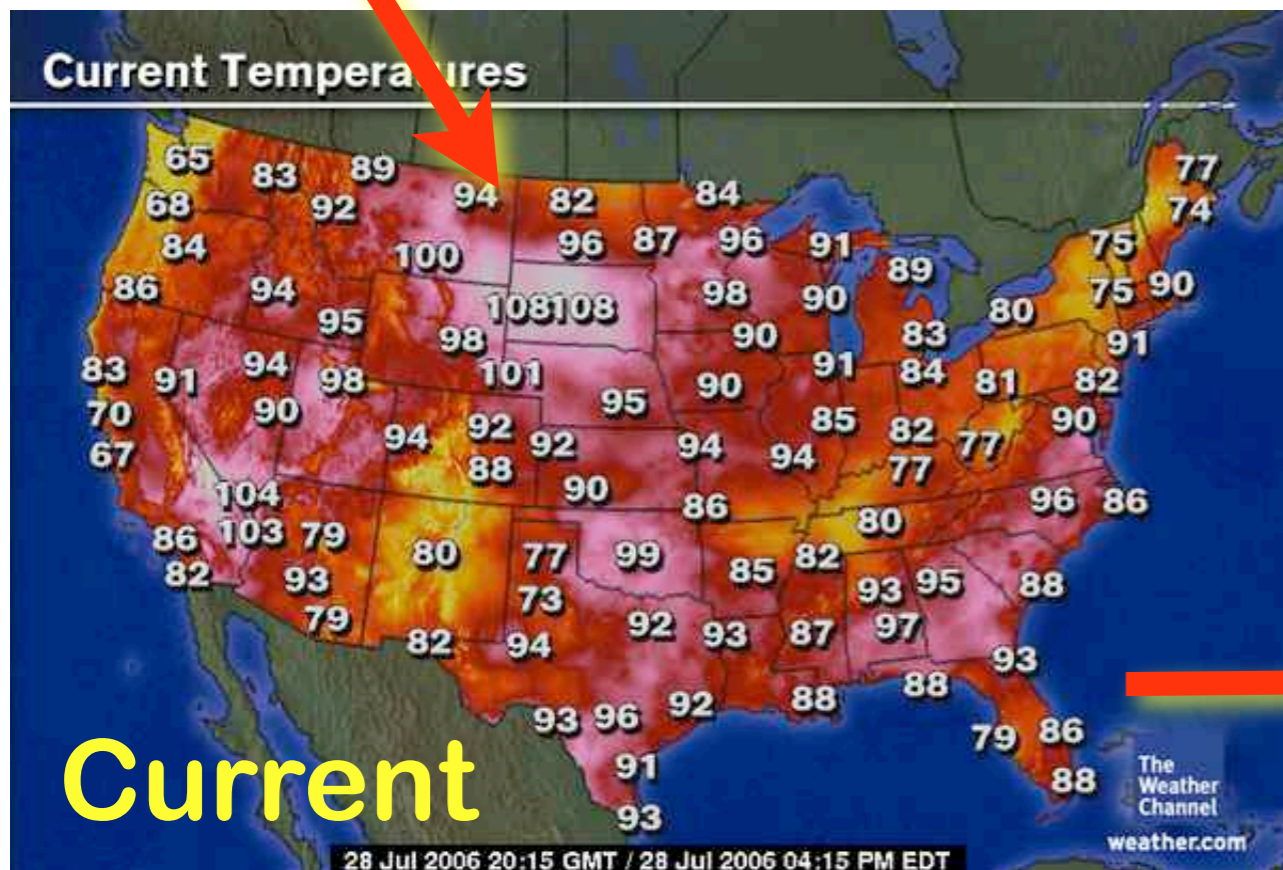 Current Temperatures
65 83 89 94 82 84 77
68 92 74
84 100 96 87 96 91 75
86 94 108 108 98 90 89 75 90
95 98 90 80 83 91
83 91 94 98 101 90 91 84 81 82
70 90 95 85 90
67 94 92 92 94 94 82 77
88 77
104 90 86 96 86
86 103 79 80 77 99 82 80
82 93 73 85 93 95 88
79 82 94 92 93 87 97
93
93 96 92 88 88
79 86
91 88
93
Current
The
Weather
Channel
weather.com
28 Jul 2006 20:15 GMT / 28 Jul 2006 04:15 PM EDT